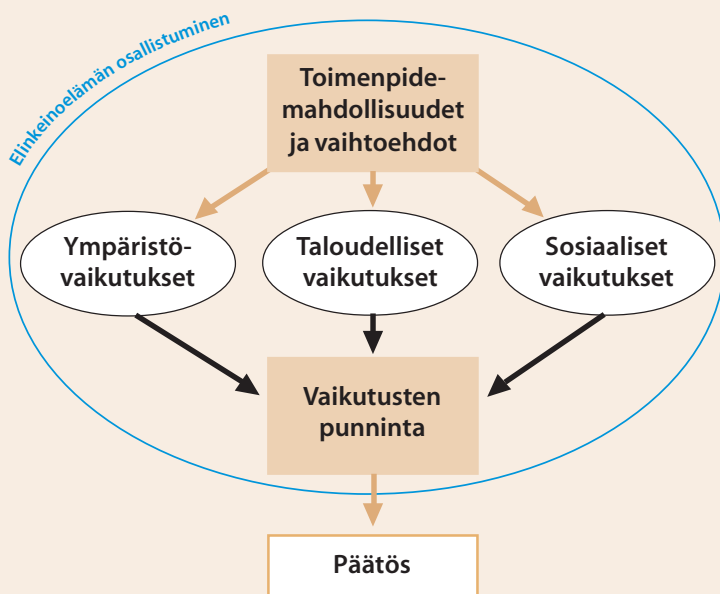 Elinkeinoelämän osallistuminen
Toimenpide-
mahdollisuudet
ja vaihtoehdot
Ympäristö-
vaikutukset
Taloudelliset
vaikutukset
Sosiaaliset
vaikutukset
Vaikutusten
punninta
Päätös